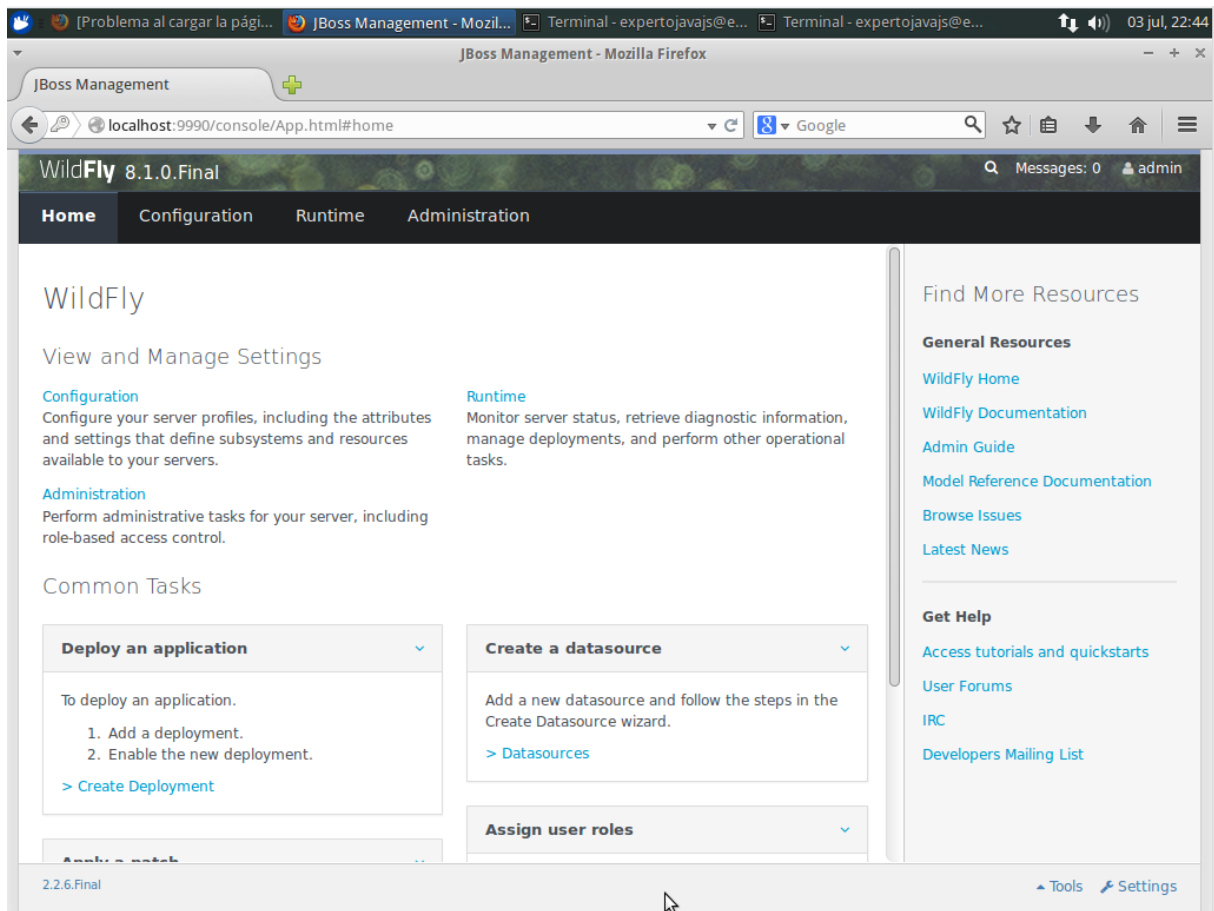 [Problema al cargar la pági...
JBoss Management - Mozil...
Terminal - expertojavajs@e...
Terminal - expertojavajs@e...
03 jul, 22:44
JBoss Management - Mozilla Firefox
JBoss Management
localhost:9990/console/App.html#home
Google
WildFly 8.1.0.Final
Messages: 0
admin
Home
Configuration
Runtime
Administration
WildFly
View and Manage Settings
Configuration
Configure your server profiles, including the attributes
and settings that define subsystems and resources
available to your servers.
Runtime
Monitor server status, retrieve diagnostic information,
manage deployments, and perform other operational
tasks.
Administration
Perform administrative tasks for your server, including
role-based access control.
Common Tasks
Deploy an application
To deploy an application.
1. Add a deployment.
2. Enable the new deployment.
> Create Deployment
Create a datasource
Add a new datasource and follow the steps in the
Create Datasource wizard.
> Datasources
Apply a patch
Assign user roles
Find More Resources
General Resources
WildFly Home
WildFly Documentation
Admin Guide
Model Reference Documentation
Browse Issues
Latest News
Get Help
Access tutorials and quickstarts
User Forums
IRC
Developers Mailing List
2.2.6.Final
Tools
Settings